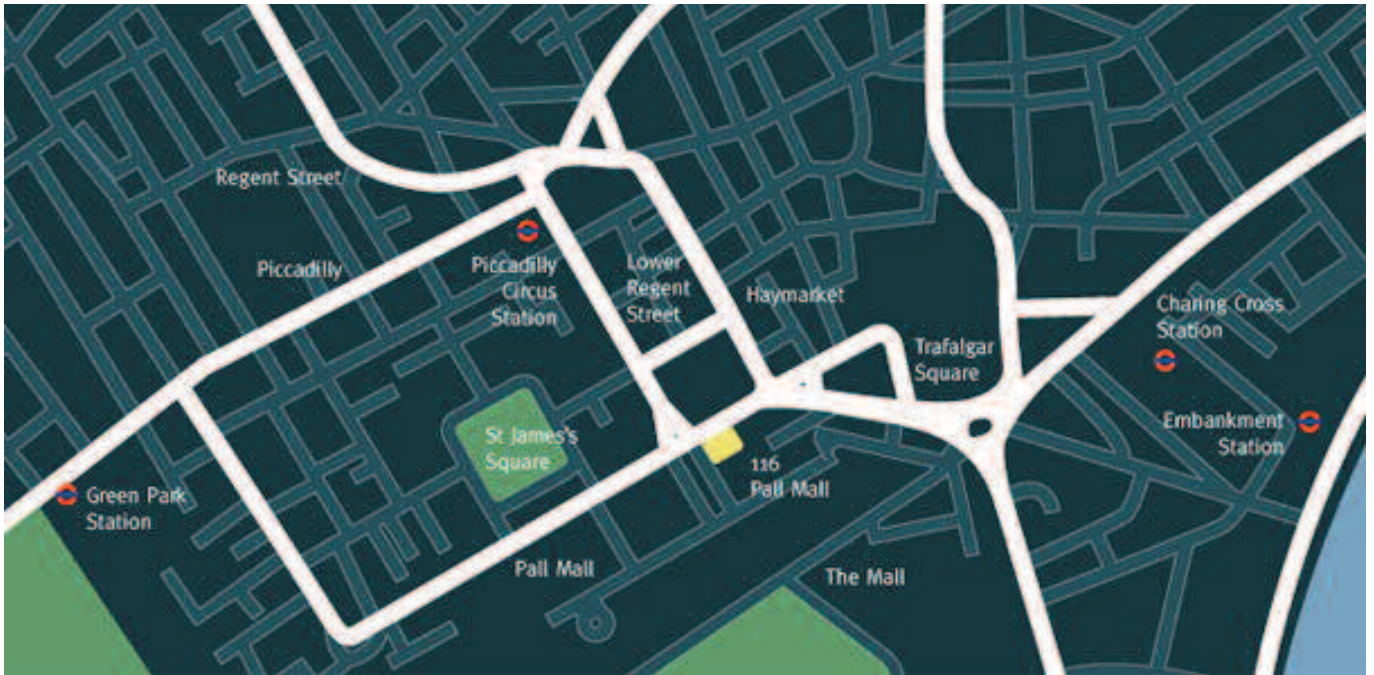 Regent Street
Piccadilly
Piccadilly
Circus
Station
Lower
Regent
Street
Haymarket
Trafalgar
Square
Charing Cross
Station
Embankment
Station
St James's
Square
116
Pall Mall
Green Park
Station
Pall Mall
The Mall